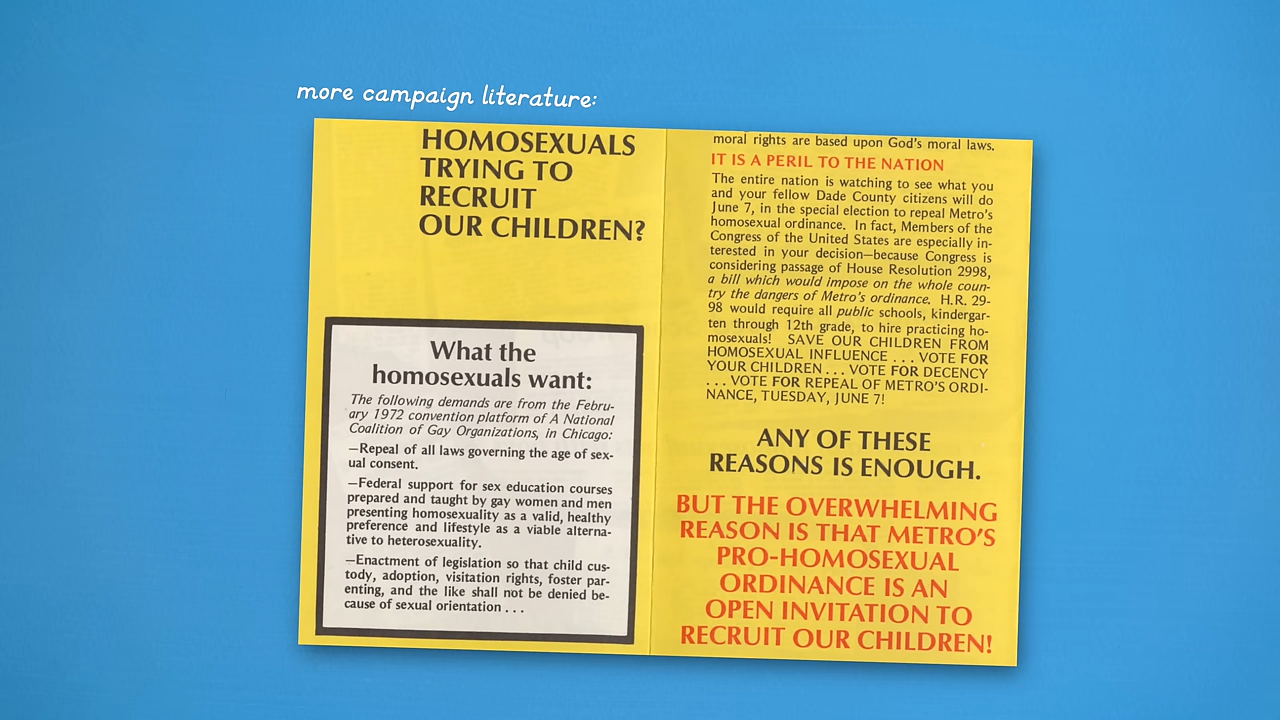 more campaign literature:
HOMOSEXUALS
TRYING TO
RECRUIT
OUR CHILDREN?
What the
homosexuals want:
The following demands are from the Febru-
ary 1972 convention platform of A National
Coalition of Gay Organizations, in Chicago:
—Repeal of all laws governing the age of sex-
ual consent.
—Federal support for sex education courses
prepared and taught by gay women and men
presenting homosexuality as a valid, healthy
preference and lifestyle as a viable alterna-
tive to heterosexuality.
—Enactment of legislation so that child cus-
tody, adoption, visitation rights, foster par-
enting, and the like shall not be denied be-
cause of sexual orientation . . .
moral rights are based upon God's moral laws.
IT IS A PERIL TO THE NATION
The entire nation is watching to see what you
and your fellow Dade County citizens will do
June 7, in the special election to repeal Metro's
homosexual ordinance. In fact, Members of the
Congress of the United States are especially in-
terested in your decision—because Congress is
considering passage of House Resolution 2998,
a bill which would impose on the whole coun-
try the dangers of Metro's ordinance. H.R. 29-
98 would require all public schools, kindergar-
ten through 12th grade, to hire practicing ho-
mosexuals! SAVE OUR CHILDREN FROM
HOMOSEXUAL INFLUENCE . . . VOTE FOR
YOUR CHILDREN . . . VOTE FOR DECENCY
. . . VOTE FOR REPEAL OF METRO'S ORDI-
NANCE, TUESDAY, JUNE 7!
ANY OF THESE
REASONS IS ENOUGH.
BUT THE OVERWHELMING
REASON IS THAT METRO'S
PRO-HOMOSEXUAL
ORDINANCE IS AN
OPEN INVITATION TO
RECRUIT OUR CHILDREN!